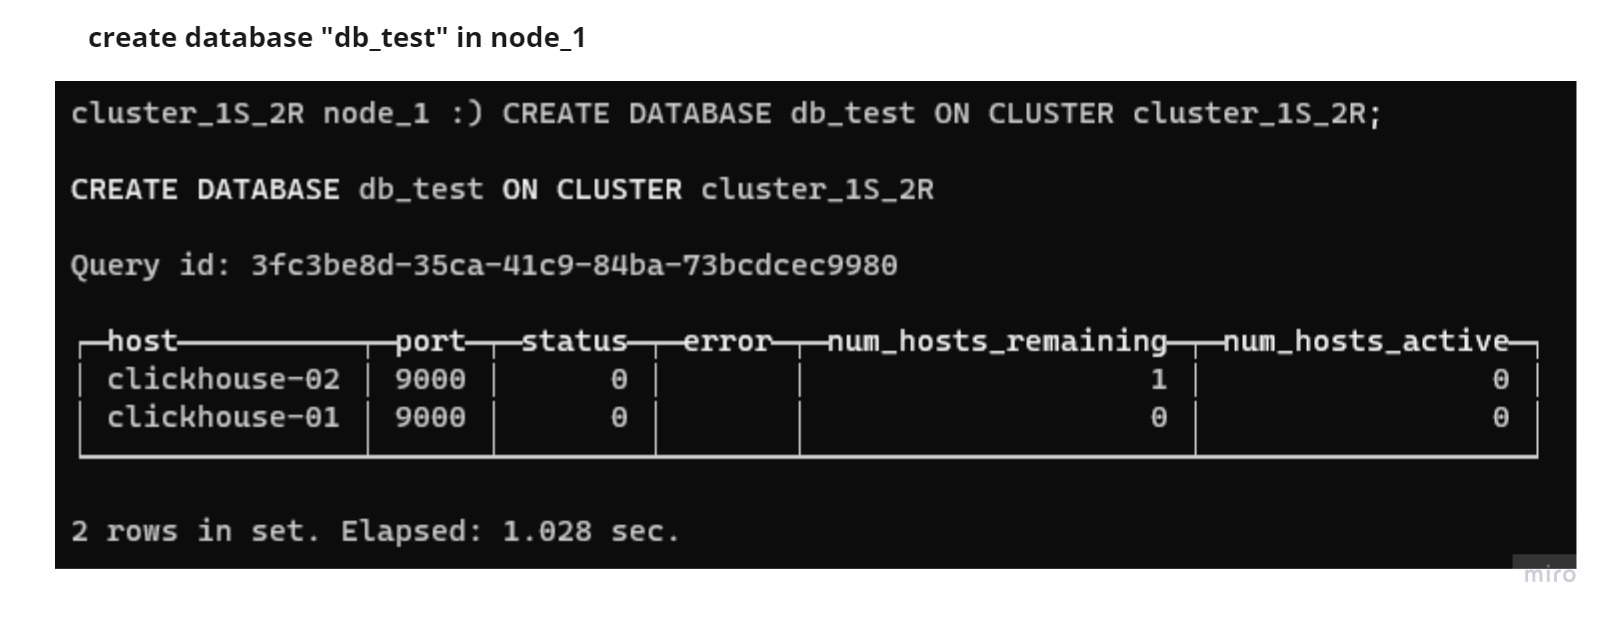 create database "db_test" in node_1
cluster_1S_2R node_1 :) CREATE DATABASE db_test ON CLUSTER cluster_1S_2R;
CREATE DATABASE db_test ON CLUSTER cluster_1S_2R
Query id: 3fc3be8d-35ca-41c9-84ba-73bcdcec9980
host port status error num_hosts_remaining num_hosts_active
clickhouse-02 9000 0 1 0
clickhouse-01 9000 0 0 0
2 rows in set. Elapsed: 1.028 sec.
miro